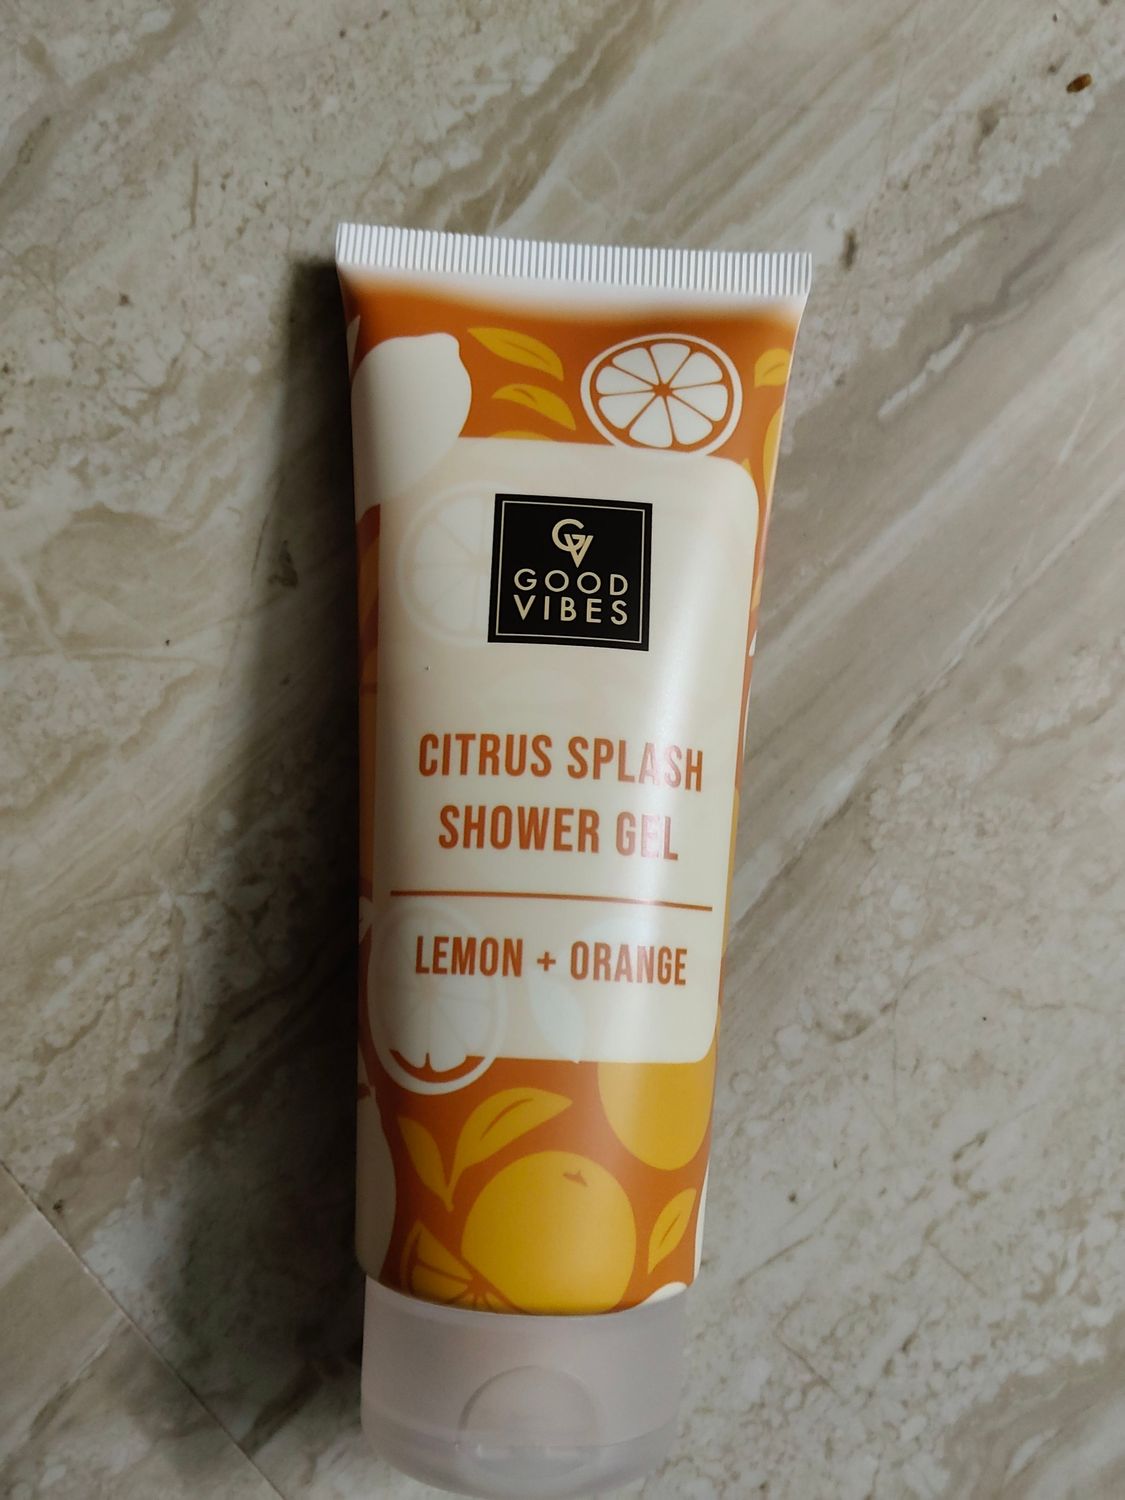 GV
GOOD
VIBES
CITRUS SPLASH
SHOWER GEL
LEMON + ORANGE